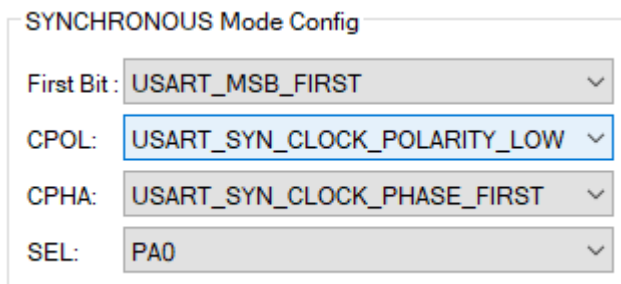 SYNCHRONOUS Mode Config
First Bit : USART_MSB_FIRST
CPOL: USART_SYN_CLOCK_POLARITY_LOW
CPHA: USART_SYN_CLOCK_PHASE_FIRST
SEL: PA0